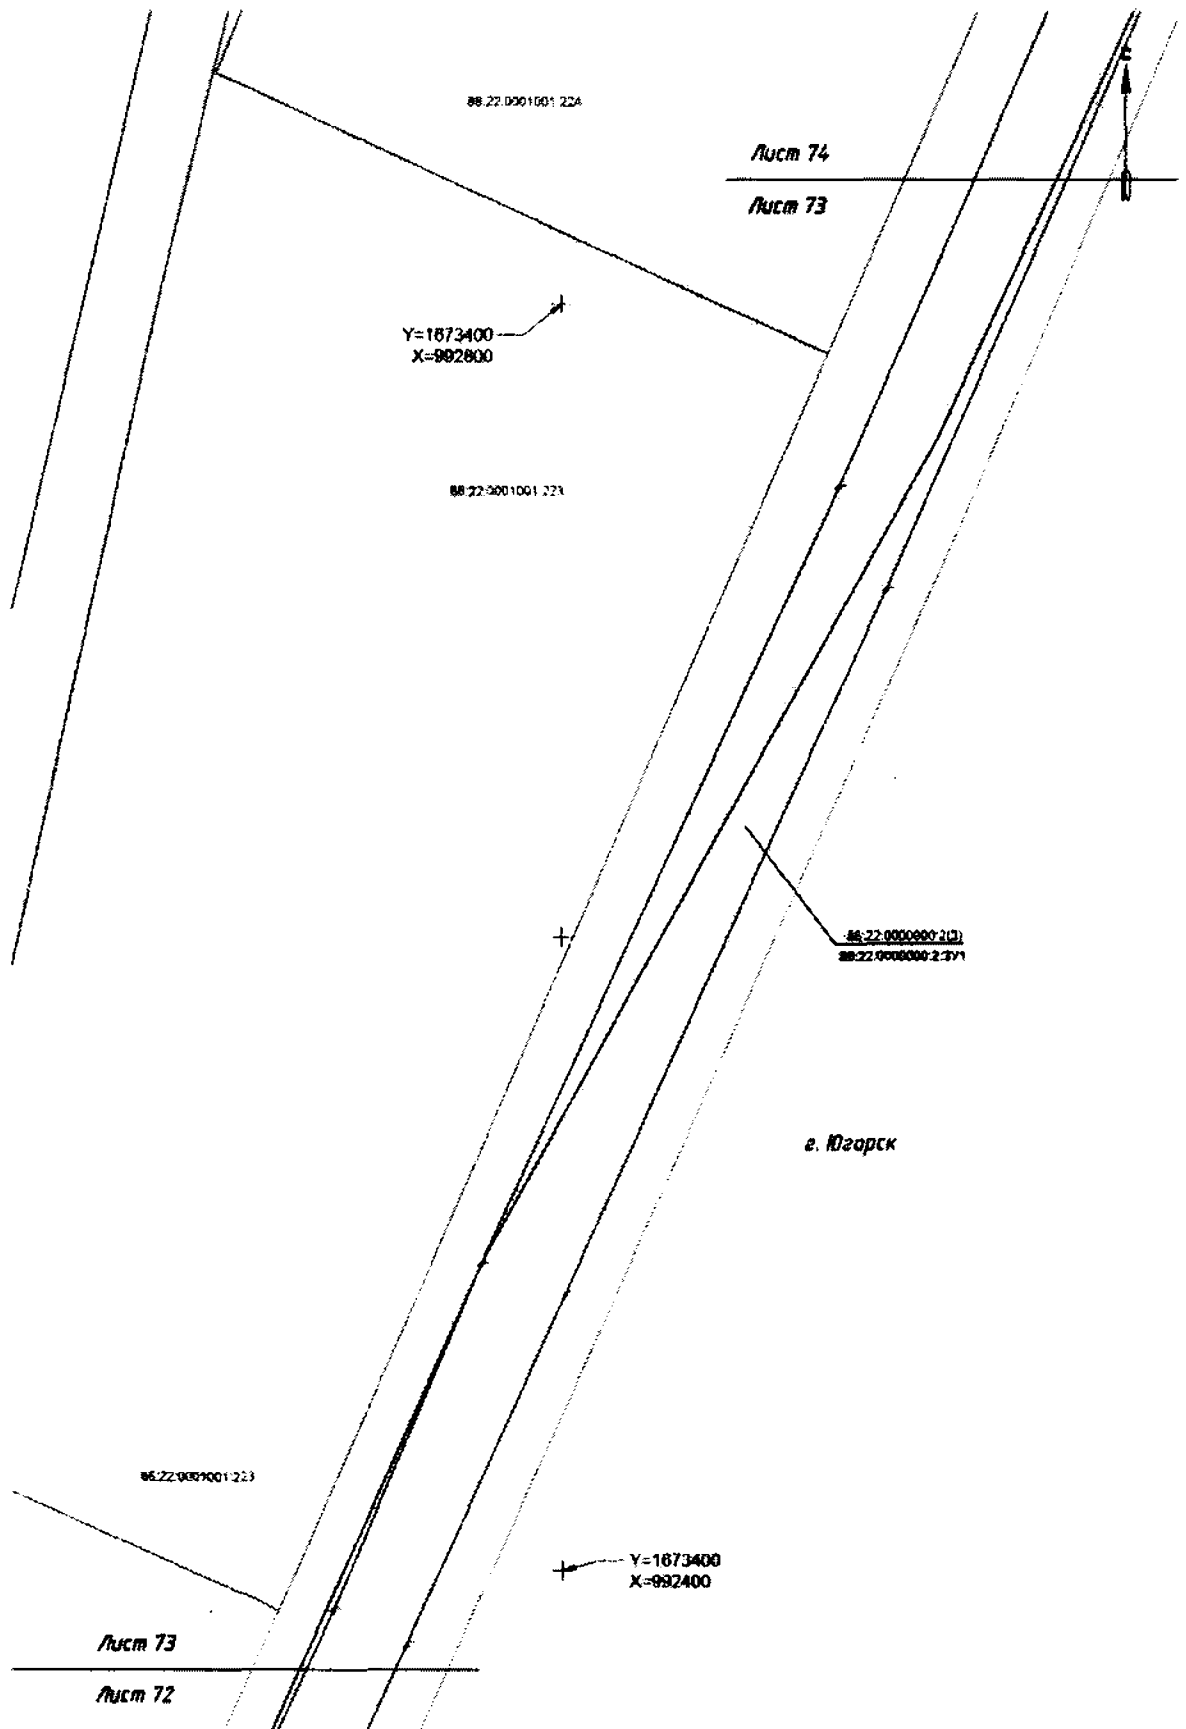 С
86:22:0001001:224
Лист 74
Лист 73
Y=1673400
X=992800
86:22:0001001:223
86:22:0000000:2(3)
86:22:0000000:2:ЗУ1
г. Югорск
86:22:0001001:223
Y=1673400
X=992400
Лист 73
Лист 72